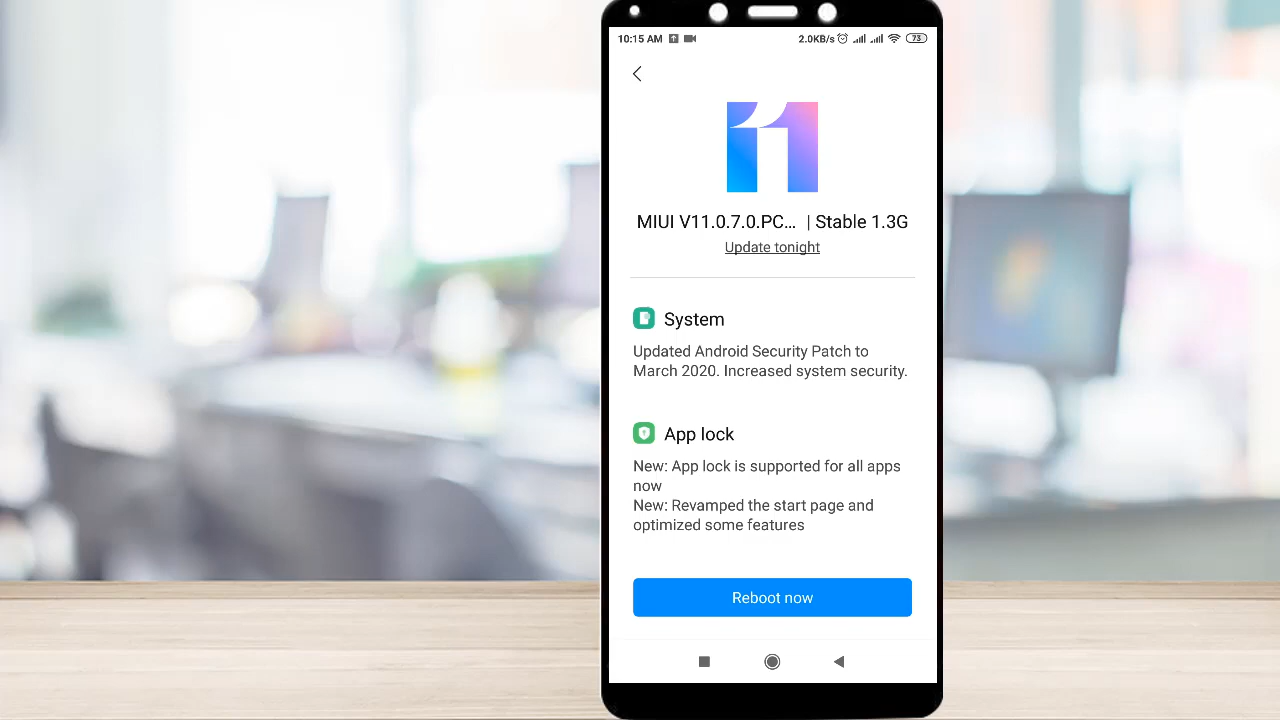 10:15 AM 2.0KB/s 73
11
MIUI V11.0.7.0.PC... | Stable 1.3G
Update tonight
System
Updated Android Security Patch to
March 2020. Increased system security.
App lock
New: App lock is supported for all apps
now
New: Revamped the start page and
optimized some features
Reboot now